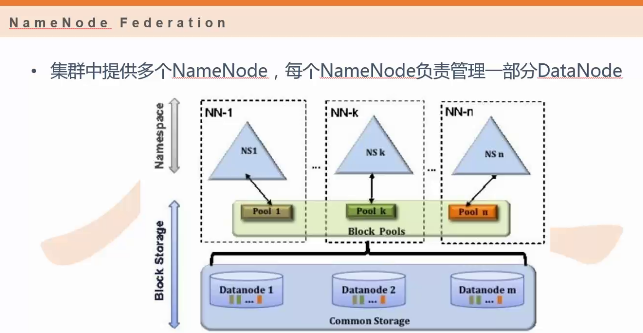 NameNode Federation
• 集群中提供多个NameNode，每个NameNode负责管理一部分DataNode
NN-1
NN-k
NN-n
Namespace
NS1
NS k
NS n
...
...
Pool 1
Pool k
Pool n
Block Pools
Block Storage
Datanode 1
Datanode 2
Datanode m
...
...
...
Common Storage